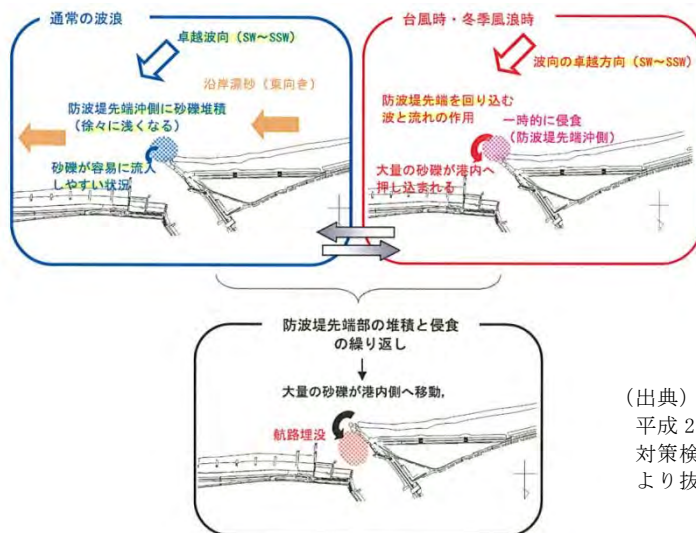 通常の波浪
卓越波向（SW～SSW）
沿岸漂砂（東向き）
防波堤先端沖側に砂礫堆積
（徐々に浅くなる）
砂礫が容易に流入
しやすい状況
台風時・冬季風浪時
波向の卓越方向（SW～SSW）
防波堤先端を回り込む
波と流れの作用
一時的に侵食
（防波堤先端沖側）
大量の砂礫が港内へ
押し込まれる
防波堤先端部の堆積と侵食
の繰り返し
大量の砂礫が港内側へ移動,
航路埋没
（出典）
平成 2
対策検
より抜